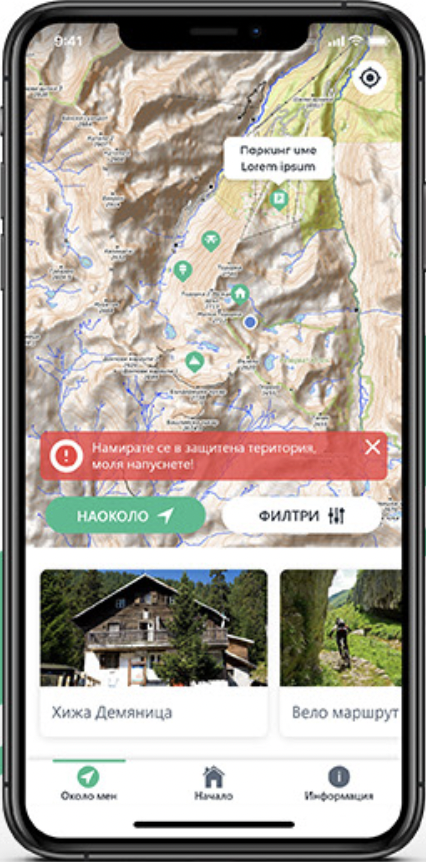 9:41
Паркинг име
Lorem ipsum
Намирате се в защитена територия,
моля напуснете!
НАОКОЛО
ФИЛТРИ
Хижа Демяница
Вело маршрут
Около мен
Начало
Информация